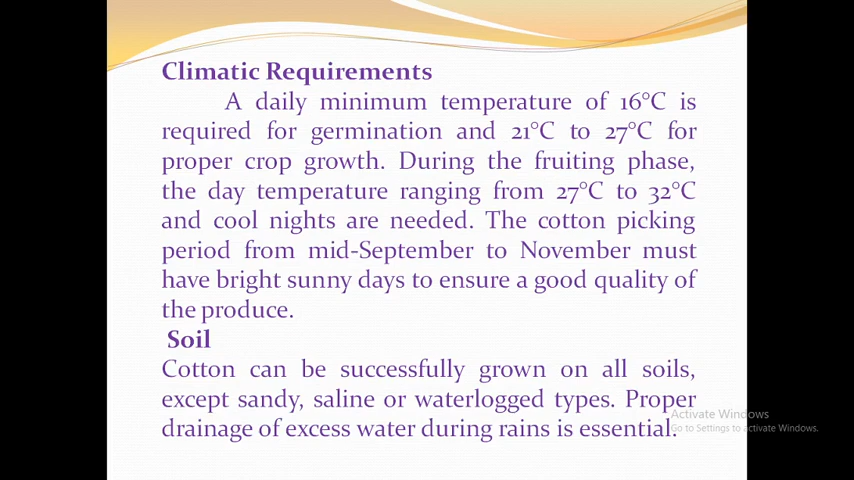 Climatic Requirements
A daily minimum temperature of 16°C is
required for germination and 21°C to 27°C for
proper crop growth. During the fruiting phase,
the day temperature ranging from 27°C to 32°C
and cool nights are needed. The cotton picking
period from mid-September to November must
have bright sunny days to ensure a good quality of
the produce.
Soil
Cotton can be successfully grown on all soils,
except sandy, saline or waterlogged types. Proper
drainage of excess water during rains is essential.
Activate Windows
Go to Settings to activate Windows.